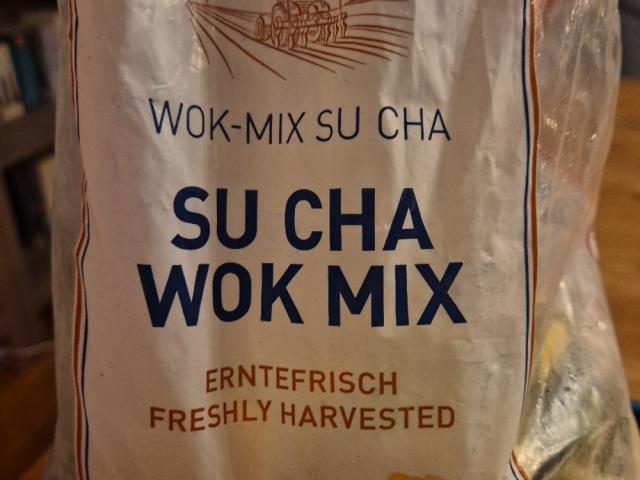 WOK-MIX SU CHA
SU CHA
WOK MIX
ERNTEFRISCH
FRESHLY HARVESTED